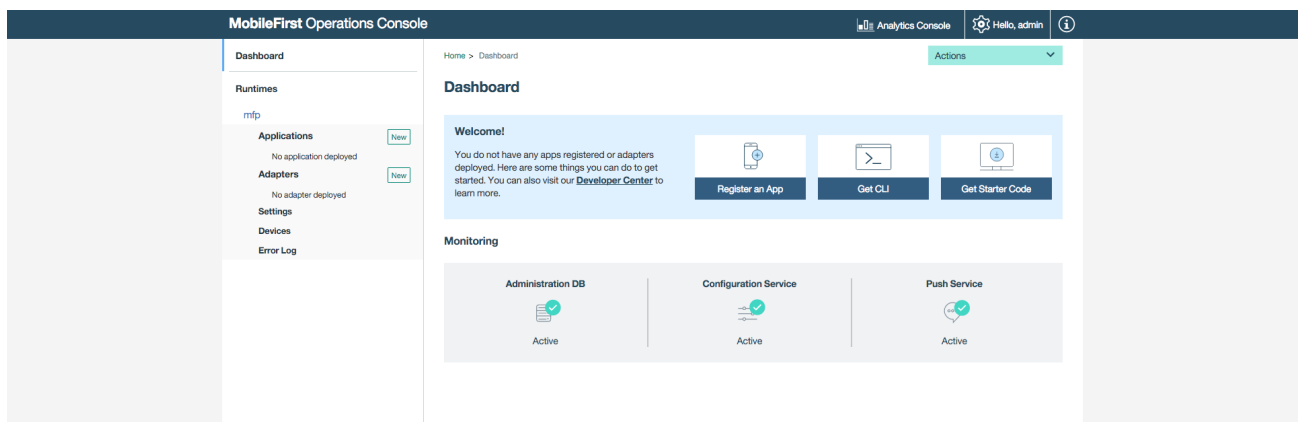 MobileFirst Operations Console
Analytics Console
Hello, admin
Dashboard
Runtimes
mfp
Applications
New
No application deployed
Adapters
New
No adapter deployed
Settings
Devices
Error Log
Home > Dashboard
Actions
Dashboard
Welcome!
You do not have any apps registered or adapters
deployed. Here are some things you can do to get
started. You can also visit our Developer Center to
learn more.
Register an App
Get CLI
Get Starter Code
Monitoring
Administration DB
Configuration Service
Push Service
Active
Active
Active